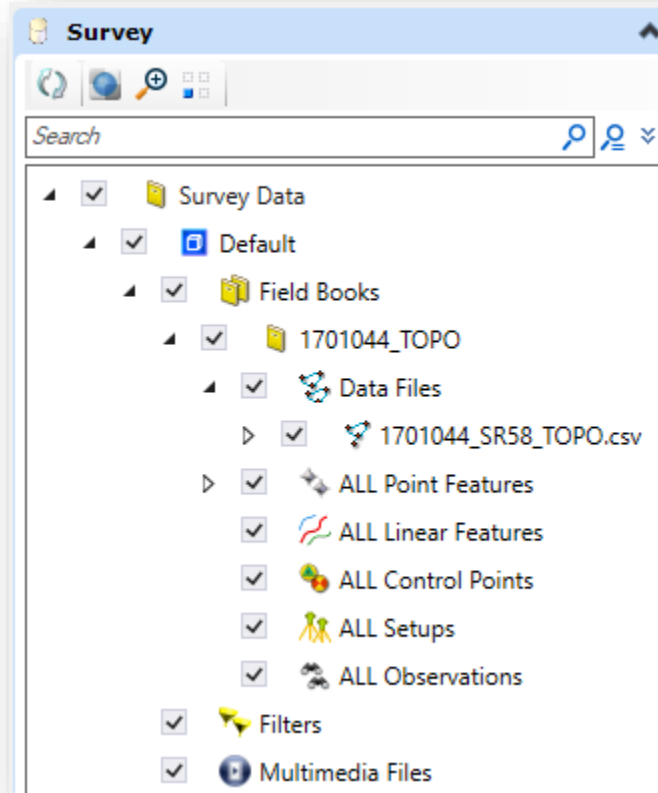 Survey
Search
Survey Data
Default
Field Books
1701044_TOPO
Data Files
1701044_SR58_TOPO.csv
ALL Point Features
ALL Linear Features
ALL Control Points
ALL Setups
ALL Observations
Filters
Multimedia Files